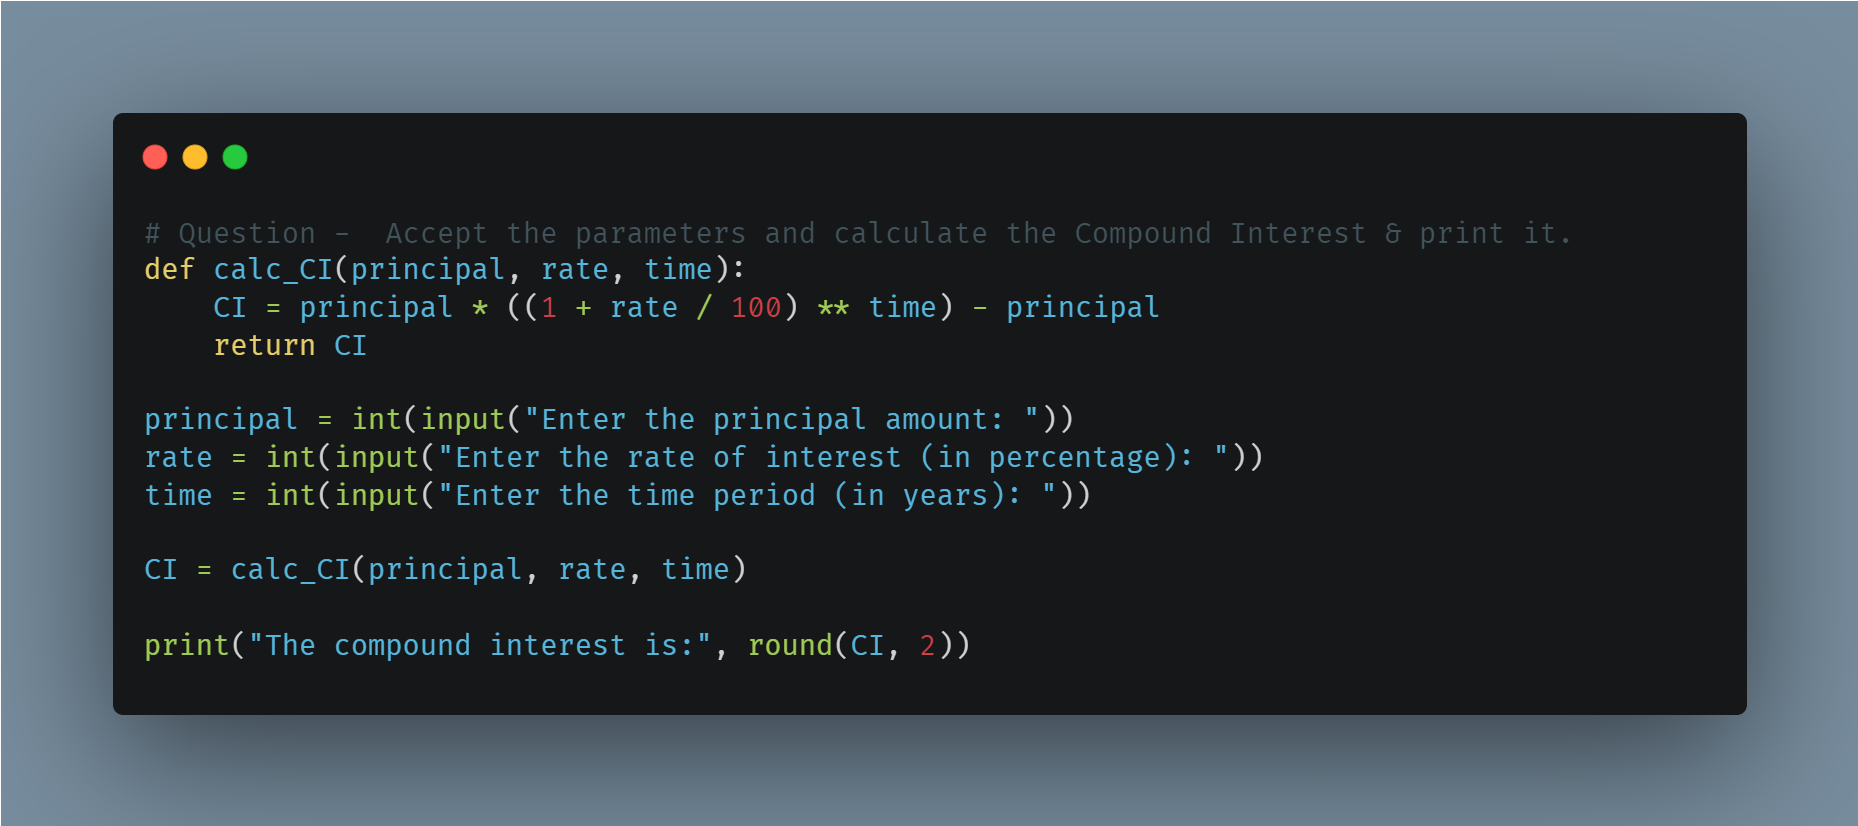 # Question -  Accept the parameters and calculate the Compound Interest & print it.
def calc_CI(principal, rate, time):
    CI = principal * ((1 + rate / 100) ** time) - principal
    return CI

principal = int(input("Enter the principal amount: "))
rate = int(input("Enter the rate of interest (in percentage): "))
time = int(input("Enter the time period (in years): "))

CI = calc_CI(principal, rate, time)

print("The compound interest is:", round(CI, 2))